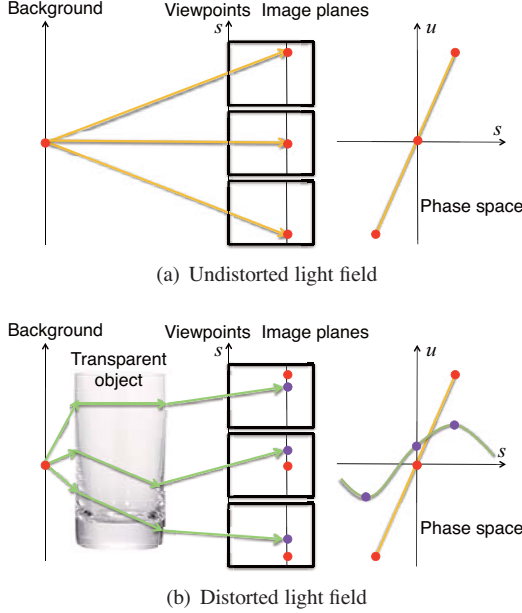 Background
Viewpoints
Image planes
s
u
s
Phase space
(a) Undistorted light field
Background
Viewpoints
Image planes
Transparent
object
s
u
s
Phase space
(b) Distorted light field